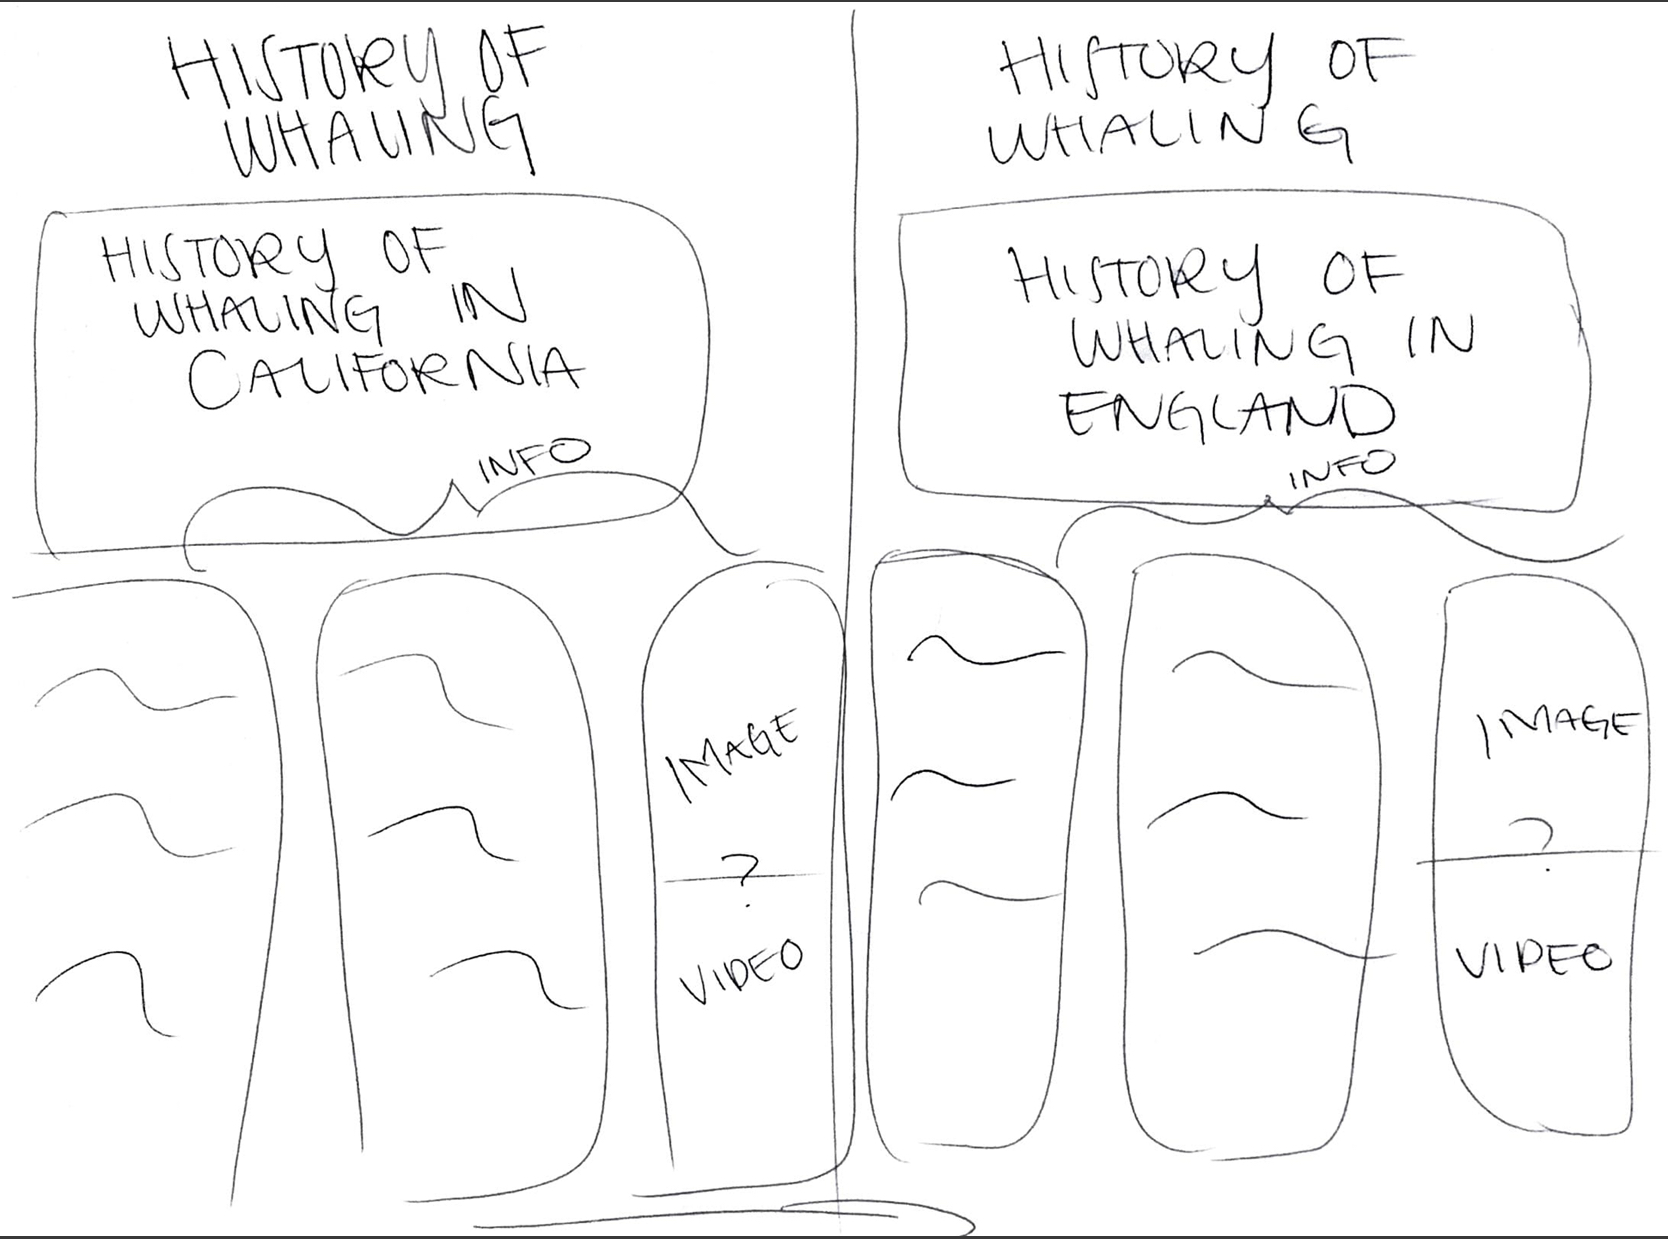 HISTORY OF
WHALING
HISTORY OF
WHALING IN
CALIFORNIA
INFO
IMAGE
?
VIDEO
HISTORY OF
WHALING
HISTORY OF
WHALING IN
ENGLAND
INFO
IMAGE
?
VIDEO